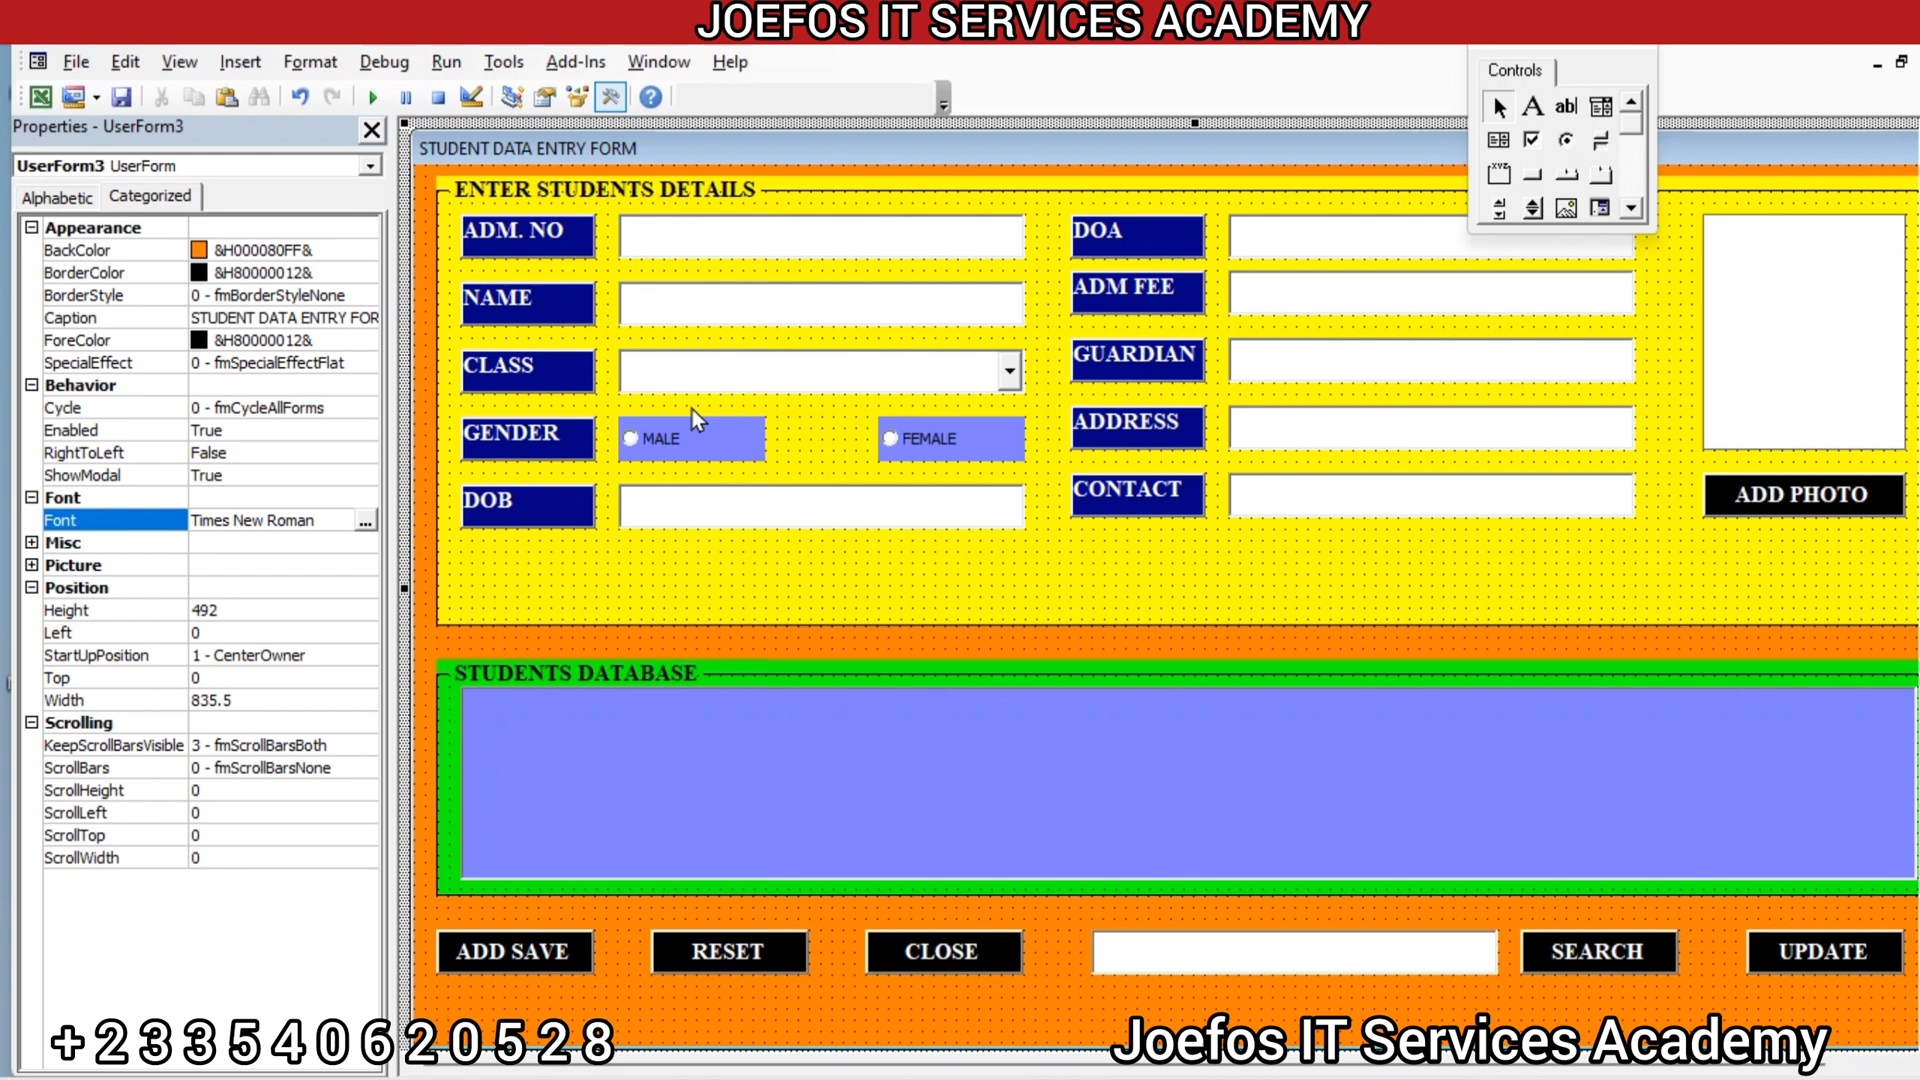 JOEFOS IT SERVICES ACADEMY
File Edit View Insert Format Debug Run Tools Add-Ins Window Help
Controls
A abl
XYZ
Properties - UserForm3
UserForm3 UserForm
Alphabetic Categorized
Appearance
BackColor &H000080FF&
BorderColor &H80000012&
BorderStyle 0 - fmBorderStyleNone
Caption STUDENT DATA ENTRY FOR
ForeColor &H80000012&
SpecialEffect 0 - fmSpecialEffectFlat
Behavior
Cycle 0 - fmCycleAllForms
Enabled True
RightToLeft False
ShowModal True
Font
Font Times New Roman ...
Misc
Picture
Position
Height 492
Left 0
StartUpPosition 1 - CenterOwner
Top 0
Width 835.5
Scrolling
KeepScrollBarsVisible 3 - fmScrollBarsBoth
ScrollBars 0 - fmScrollBarsNone
ScrollHeight 0
ScrollLeft 0
ScrollTop 0
ScrollWidth 0
STUDENT DATA ENTRY FORM
ENTER STUDENTS DETAILS
ADM. NO
NAME
CLASS
GENDER MALE FEMALE
DOB
DOA
ADM FEE
GUARDIAN
ADDRESS
CONTACT
ADD PHOTO
STUDENTS DATABASE
ADD SAVE RESET CLOSE SEARCH UPDATE
+233540620528
Joefos IT Services Academy